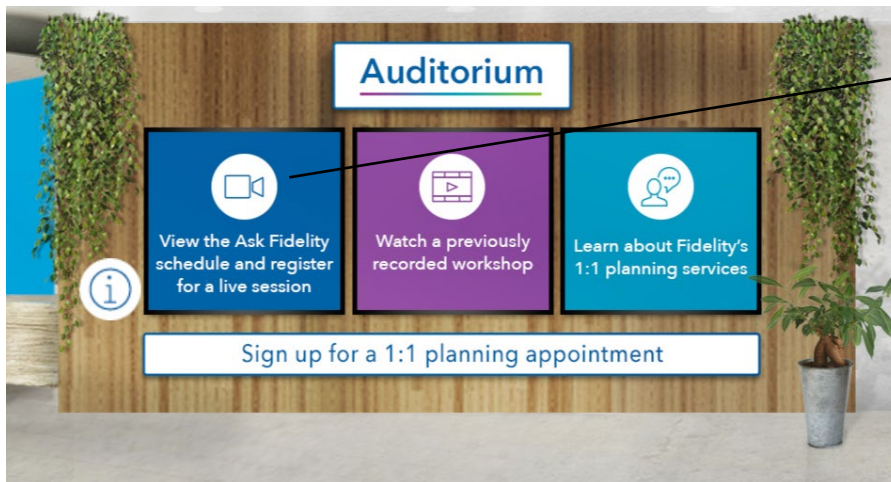 Auditorium
View the Ask Fidelity
schedule and register
for a live session
Watch a previously
recorded workshop
Learn about Fidelity's
1:1 planning services
i
Sign up for a 1:1 planning appointment